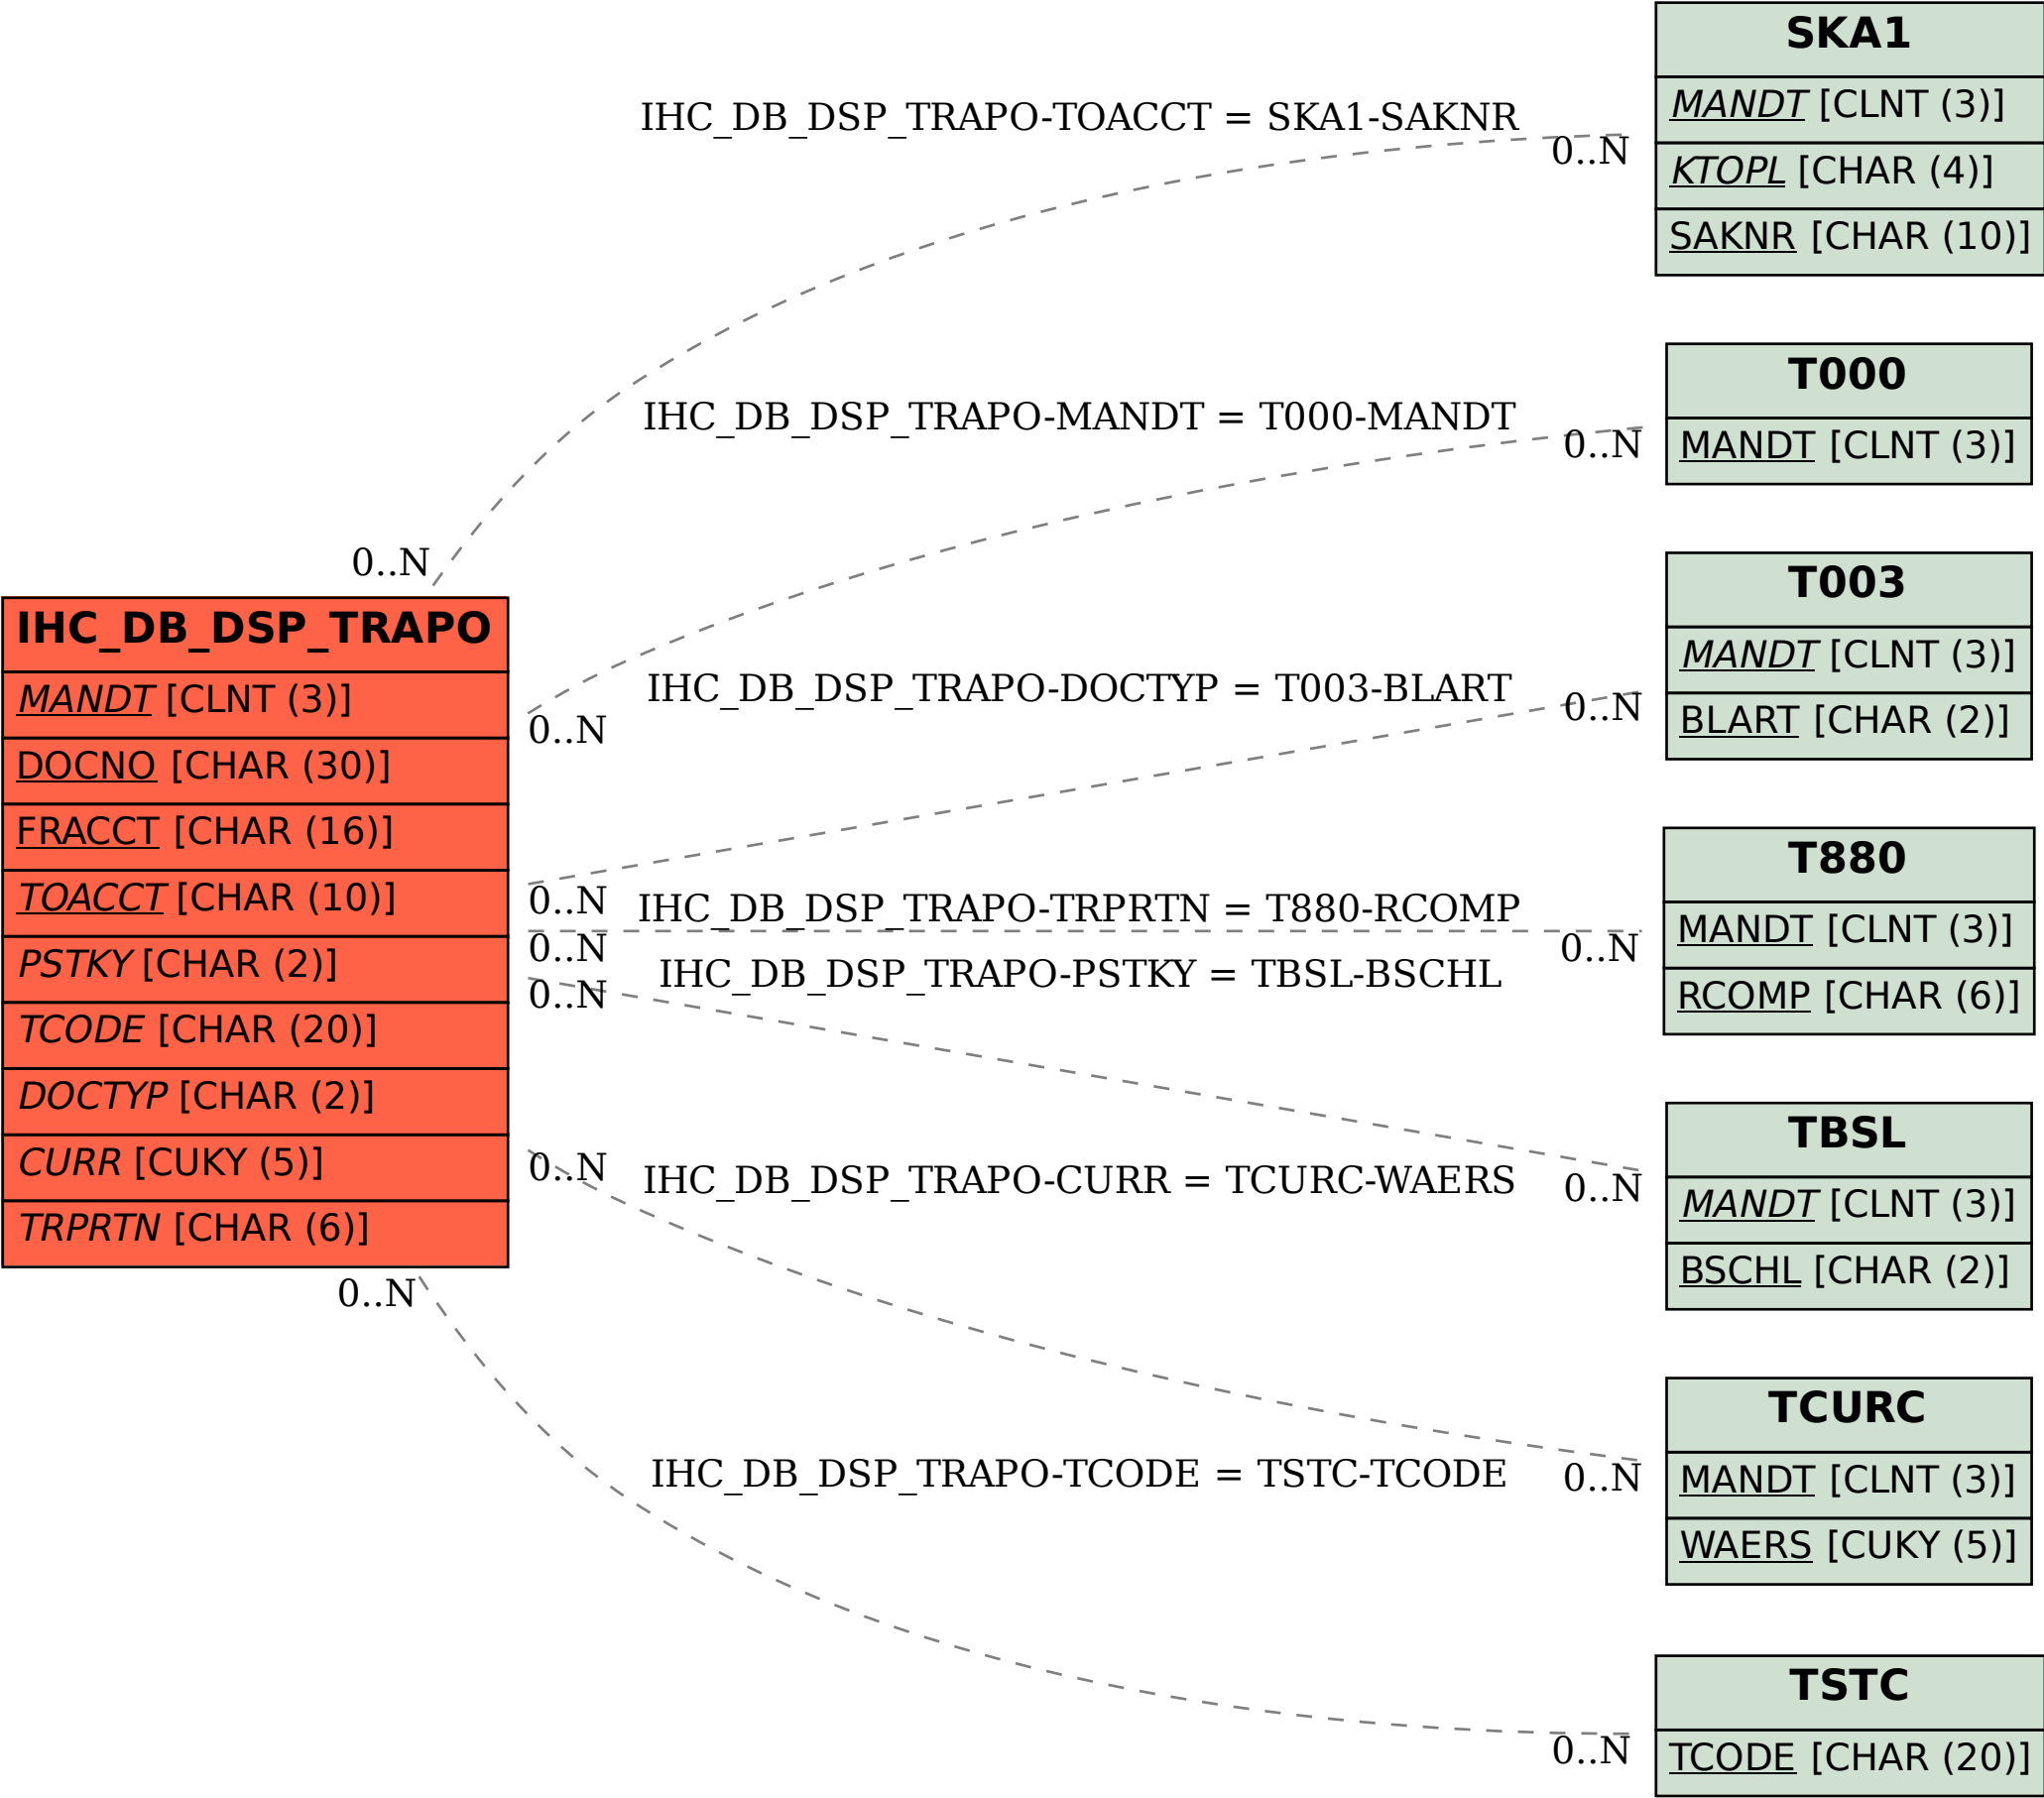 SKA1
MANDT [CLNT (3)]
KTOPL [CHAR (4)]
SAKNR [CHAR (10)]
IHC_DB_DSP_TRAPO-TOACCT = SKA1-SAKNR
0..N
0..N
T000
MANDT [CLNT (3)]
IHC_DB_DSP_TRAPO-MANDT = T000-MANDT
0..N
0..N
T003
MANDT [CLNT (3)]
BLART [CHAR (2)]
IHC_DB_DSP_TRAPO-DOCTYP = T003-BLART
0..N
0..N
IHC_DB_DSP_TRAPO
MANDT [CLNT (3)]
DOCNO [CHAR (30)]
FRACCT [CHAR (16)]
TOACCT [CHAR (10)]
PSTKY [CHAR (2)]
TCODE [CHAR (20)]
DOCTYP [CHAR (2)]
CURR [CUKY (5)]
TRPRTN [CHAR (6)]
T880
MANDT [CLNT (3)]
RCOMP [CHAR (6)]
IHC_DB_DSP_TRAPO-TRPRTN = T880-RCOMP
0..N
0..N
IHC_DB_DSP_TRAPO-PSTKY = TBSL-BSCHL
0..N
0..N
TBSL
MANDT [CLNT (3)]
BSCHL [CHAR (2)]
IHC_DB_DSP_TRAPO-CURR = TCURC-WAERS
0..N
0..N
TCURC
MANDT [CLNT (3)]
WAERS [CUKY (5)]
IHC_DB_DSP_TRAPO-TCODE = TSTC-TCODE
0..N
0..N
TSTC
TCODE [CHAR (20)]